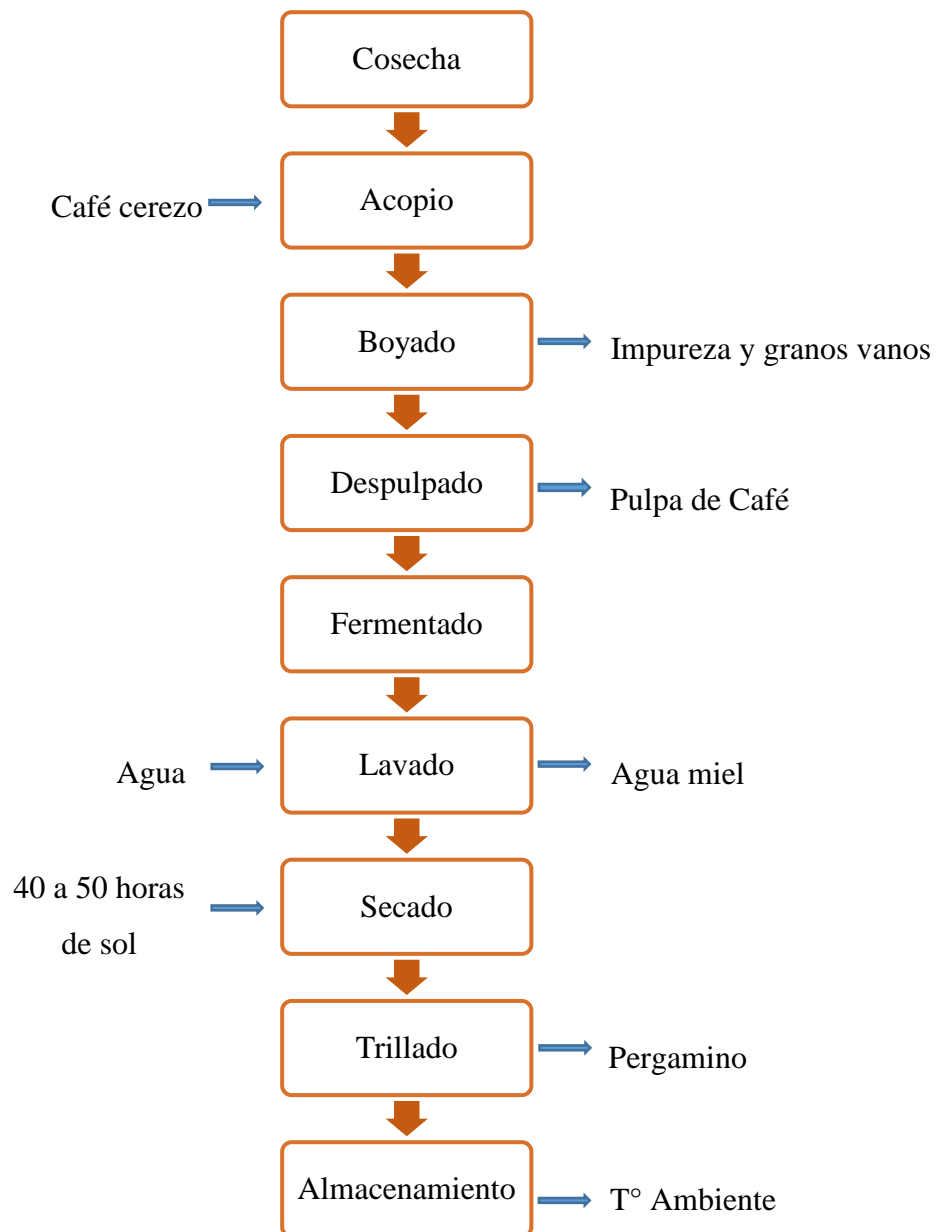 Cosecha
Café cerezo
Acopio
Boyado
Impureza y granos vanos
Despulpado
Pulpa de Café
Fermentado
Agua
Lavado
Agua miel
40 a 50 horas
de sol
Secado
Trillado
Pergamino
Almacenamiento
T° Ambiente